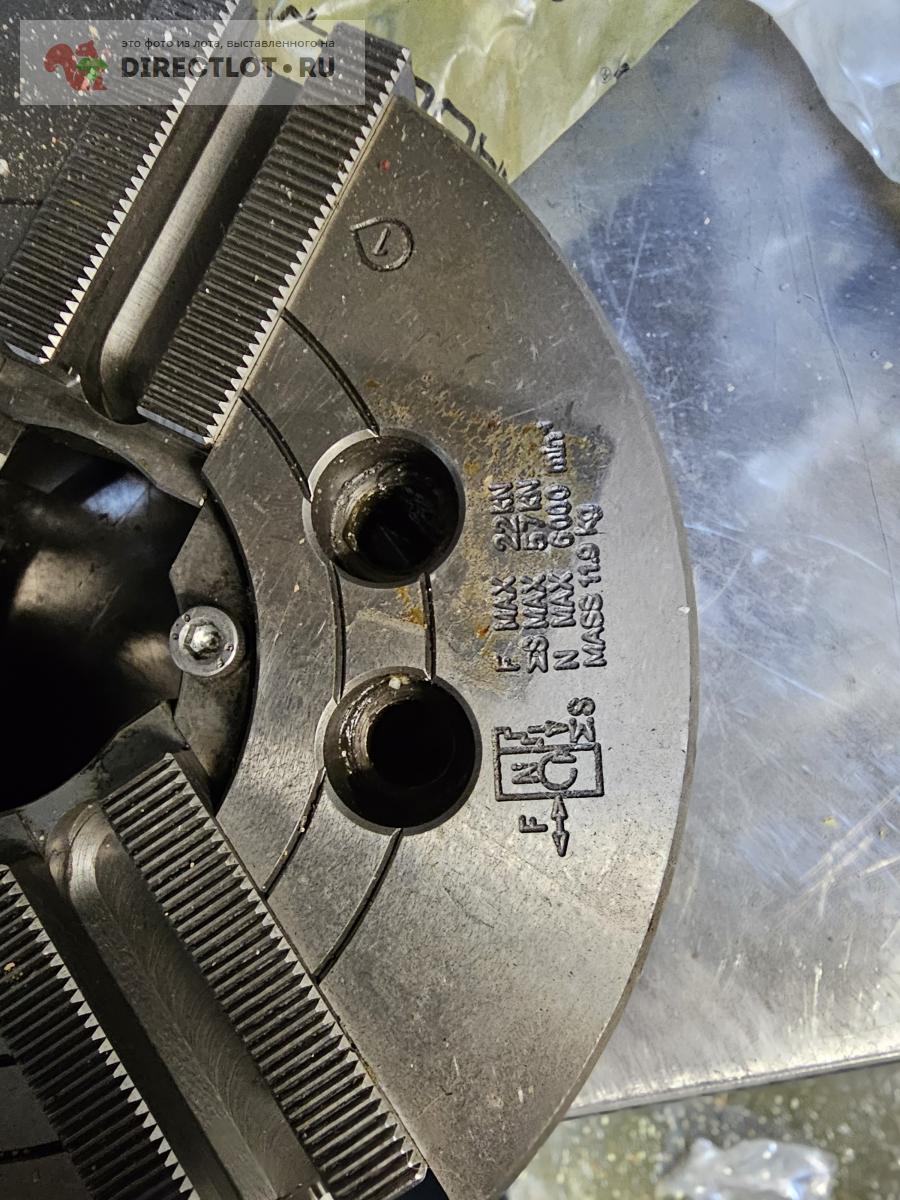 это фото из лота, выставленного на
DIRECTLOT.RU
F MAX 22 KN
ΣS MAX 57 KN
N MAX 6000 min⁻¹
MASS 11.9 kg
F
N
F
ΣS